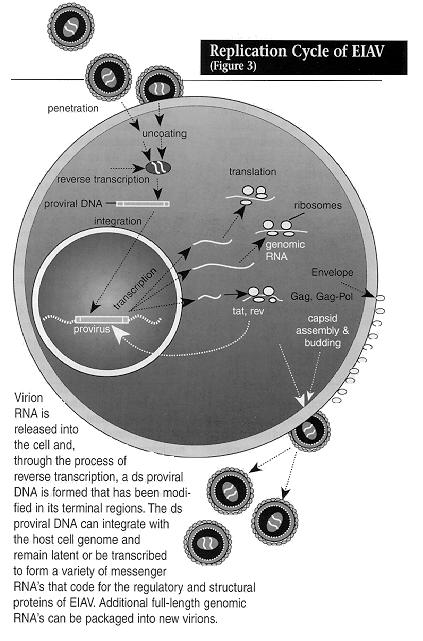 Replication Cycle of EIAV
(Figure 3)
penetration
uncoating
reverse transcription
proviral DNA
integration
translation
ribosomes
genomic
RNA
transcription
provirus
tat, rev
Envelope
Gag, Gag-Pol
capsid
assembly &
budding
Virion
RNA is
released into
the cell and,
through the process of
reverse transcription, a ds proviral
DNA is formed that has been modi-
fied in its terminal regions. The ds
proviral DNA can integrate with
the host cell genome and
remain latent or be transcribed
to form a variety of messenger
RNA's that code for the regulatory and structural
proteins of EIAV. Additional full-length genomic
RNA's can be packaged into new virions.